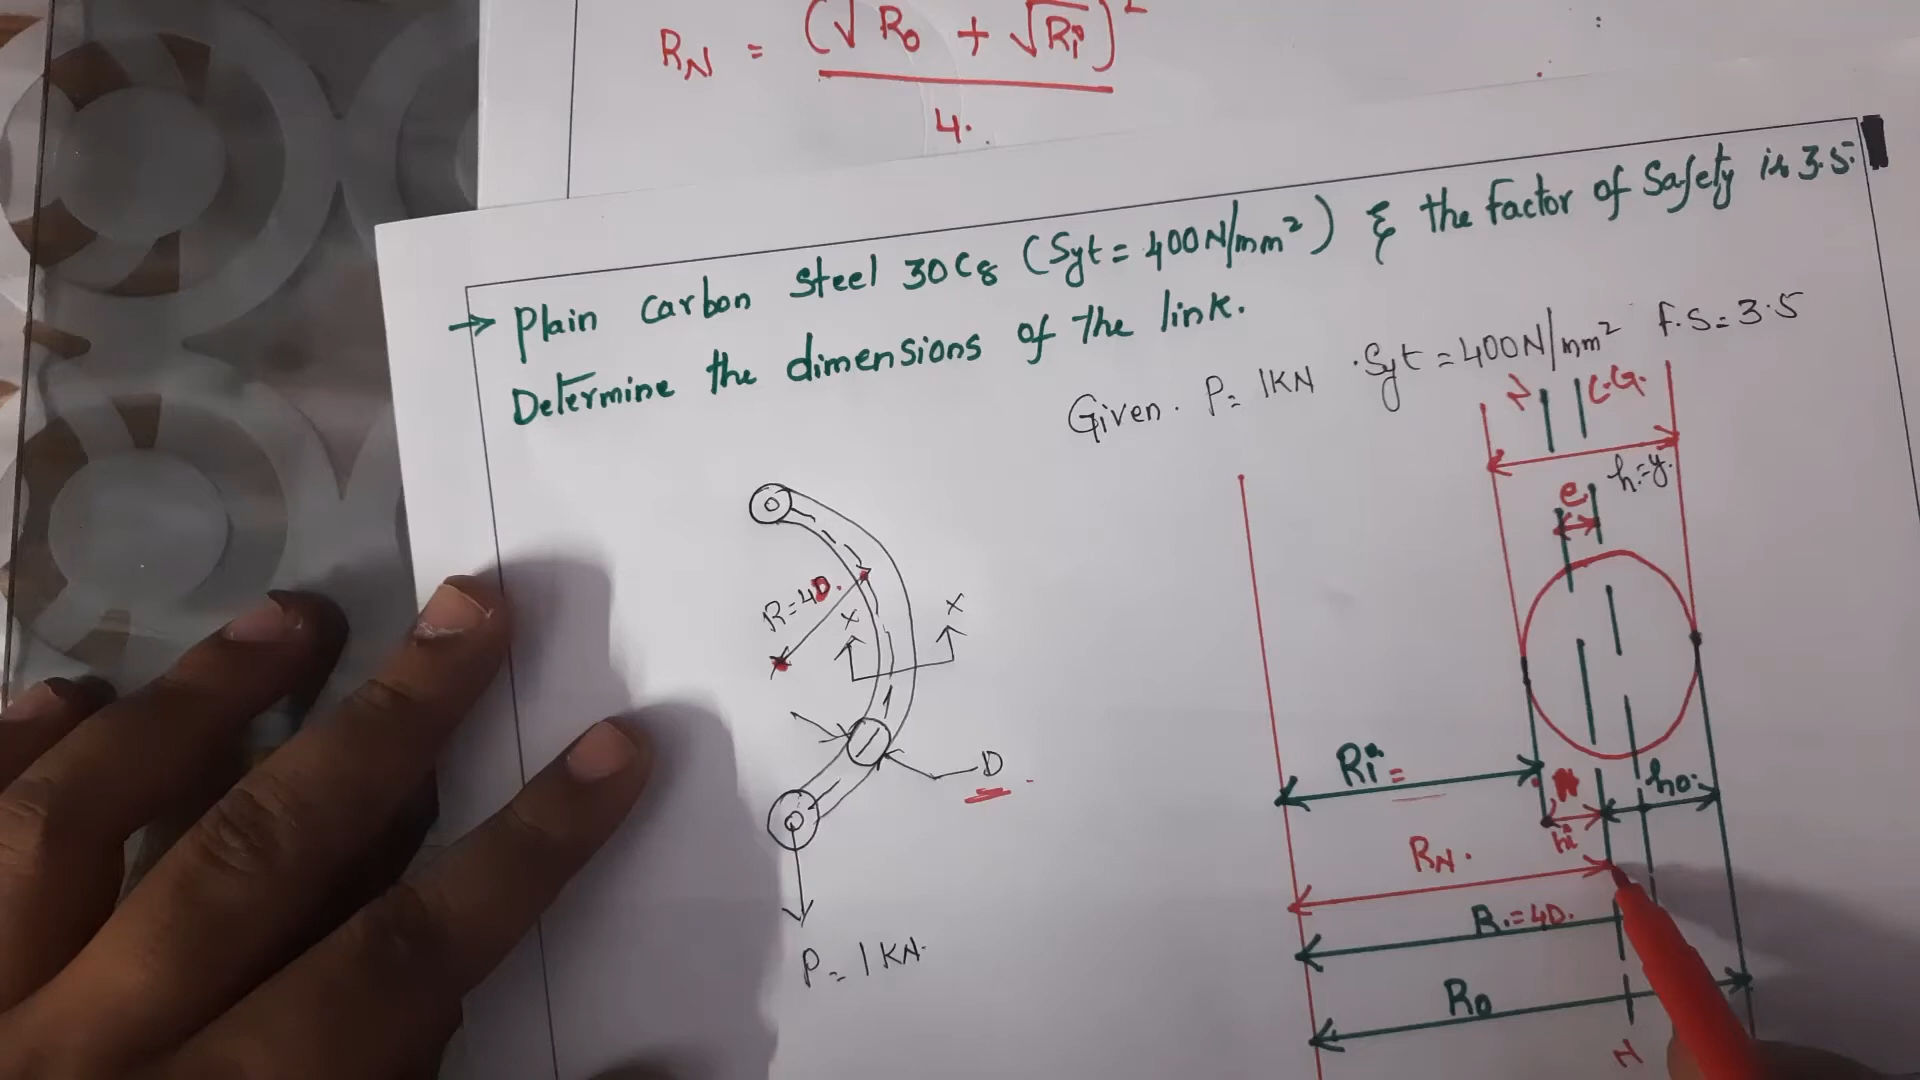 RN = (√Ro + √Ri)²
4.
→ Plain carbon steel 30C8 (Syt = 400N/mm²) & the factor of safety is 3.5.
Determine the dimensions of the link.
Given. P = 1KN . Syt = 400N/mm² F.S = 3.5
N C.G.
h = y.
e
R = 4D.
X X
D
Ri =
hi
ho.
RN.
R. = 4D.
P = 1KN.
Ro